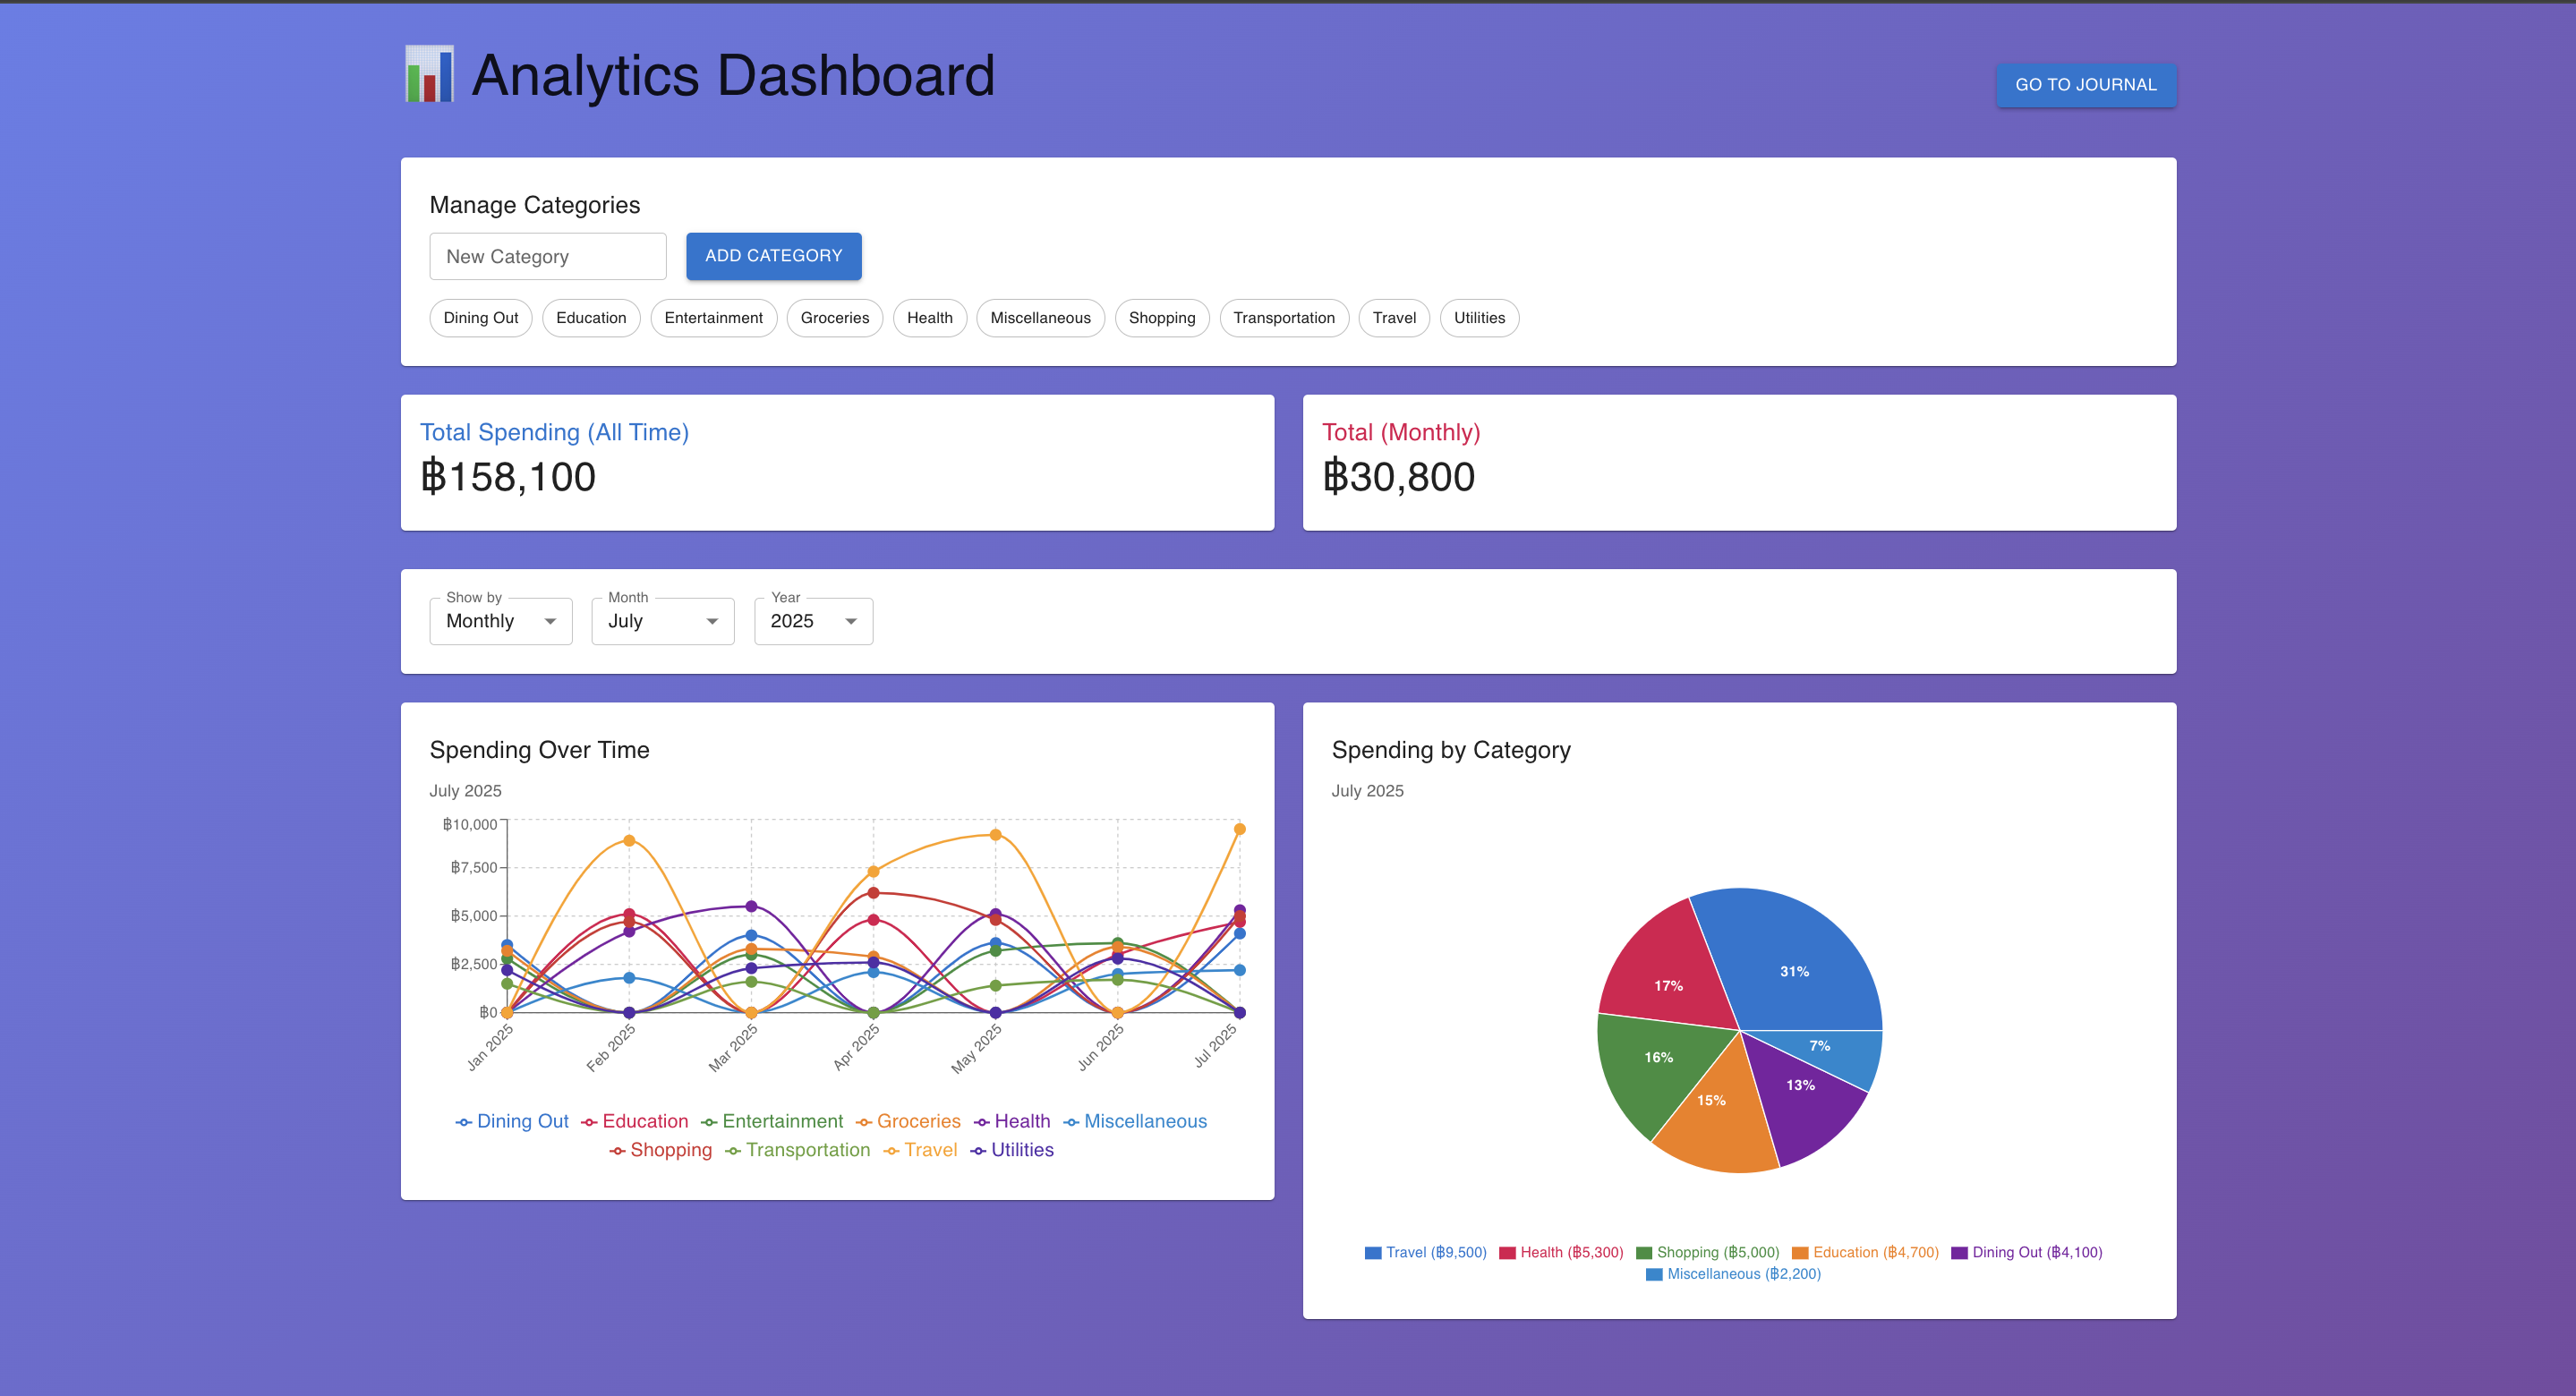 Analytics Dashboard
GO TO JOURNAL
Manage Categories
New Category
ADD CATEGORY
Dining Out Education Entertainment Groceries Health Miscellaneous Shopping Transportation Travel Utilities
Total Spending (All Time)
฿158,100
Total (Monthly)
฿30,800
Show by
Monthly
Month
July
Year
2025
Spending Over Time
July 2025
฿10,000
฿7,500
฿5,000
฿2,500
฿0
Jan 2025
Feb 2025
Mar 2025
Apr 2025
May 2025
Jun 2025
Jul 2025
Dining Out Education Entertainment Groceries Health Miscellaneous
Shopping Transportation Travel Utilities
Spending by Category
July 2025
31%
17%
16%
15%
13%
7%
Travel (฿9,500) Health (฿5,300) Shopping (฿5,000) Education (฿4,700) Dining Out (฿4,100)
Miscellaneous (฿2,200)